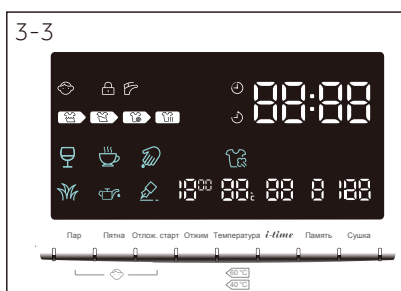 3-3
88:88
18⁰⁰ 88:c 88 8 188
Пар Пятна Отлож. старт Отжим Температура i-time Память Сушка
60 °C
40 °C